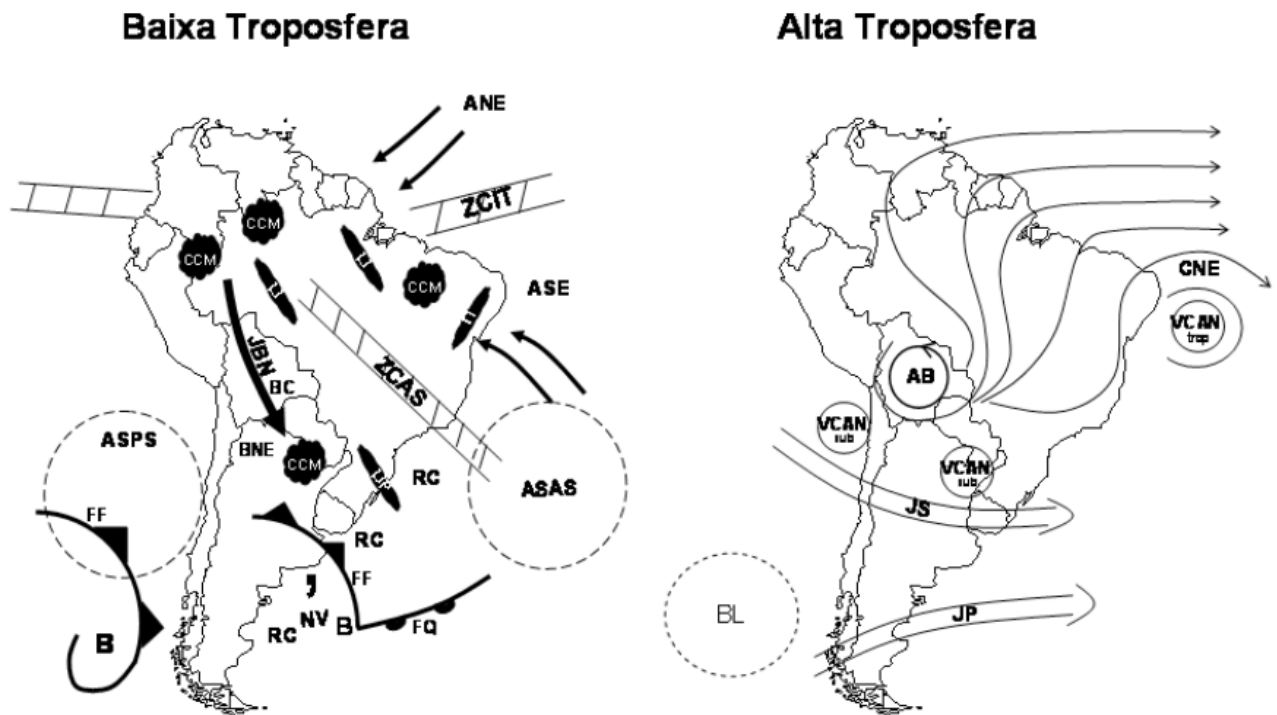 Baixa Troposfera
ANE
ZCIT
CCM
CCM
LI
CCM
LI
LI
ASE
JBN
BC
ZCAS
ASPS
BNE
CCM
LIP
RC
ASAS
FF
RC
FF
B
NV
RC
B
FQ
Alta Troposfera
CNE
VCAN
trop
AB
VCAN
sub
VCAN
sub
JS
BL
JP